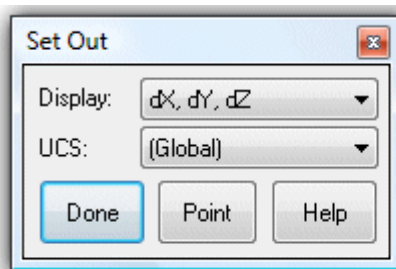 Set Out
Display: dX, dY, dZ
UCS: (Global)
Done Point Help